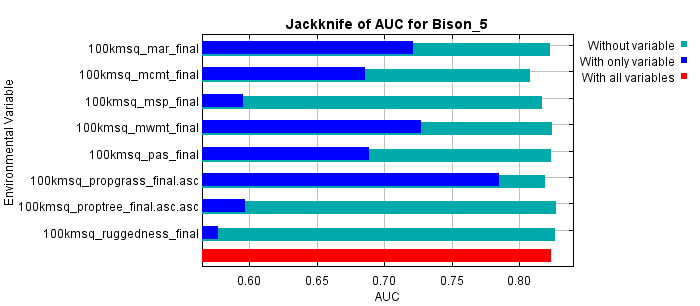 Jackknife of AUC for Bison_5
Environmental Variable
100kmsq_mar_final
100kmsq_mcmt_final
100kmsq_msp_final
100kmsq_mwmt_final
100kmsq_pas_final
100kmsq_propgrass_final.asc
100kmsq_proptree_final.asc.asc
100kmsq_ruggedness_final
Without variable
With only variable
With all variables
0.60 0.65 0.70 0.75 0.80
AUC